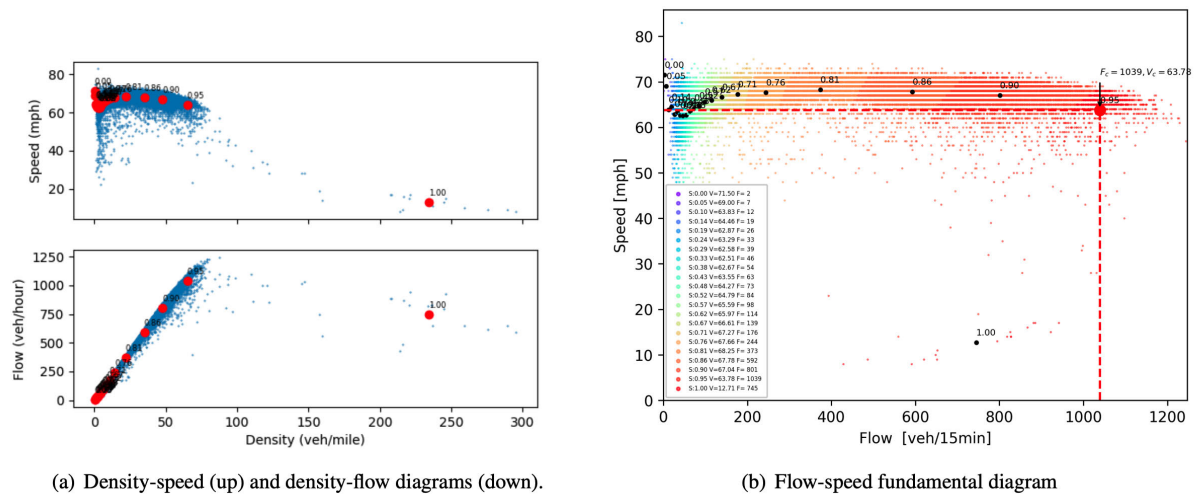 80
60
40
20
Speed (mph)
0.00
0.81
0.86
0.90
0.95
1.00
1250
1000
750
500
250
0
Flow (veh/hour)
0.81
0.86
0.90
0.95
1.00
0 50 100 150 200 250 300
Density (veh/mile)
(a) Density-speed (up) and density-flow diagrams (down).
80
70
60
50
40
30
20
10
0
Speed [mph]
0.00
0.05
0.67
0.71
0.76
0.81
0.86
0.90
0.95
1.00
F_c = 1039, V_c = 63.78
S:0.00 V=71.50 F= 2
S:0.05 V=69.00 F= 7
S:0.10 V=63.83 F= 12
S:0.14 V=64.46 F= 19
S:0.19 V=62.87 F= 26
S:0.24 V=63.29 F= 33
S:0.29 V=62.58 F= 39
S:0.33 V=62.51 F= 46
S:0.38 V=62.67 F= 54
S:0.43 V=63.55 F= 63
S:0.48 V=64.27 F= 73
S:0.52 V=64.79 F= 84
S:0.57 V=65.59 F= 98
S:0.62 V=65.97 F= 114
S:0.67 V=66.61 F= 139
S:0.71 V=67.27 F= 176
S:0.76 V=67.66 F= 244
S:0.81 V=68.25 F= 373
S:0.86 V=67.78 F= 592
S:0.90 V=67.04 F= 801
S:0.95 V=63.78 F= 1039
S:1.00 V=12.71 F= 745
0 200 400 600 800 1000 1200
Flow [veh/15min]
(b) Flow-speed fundamental diagram